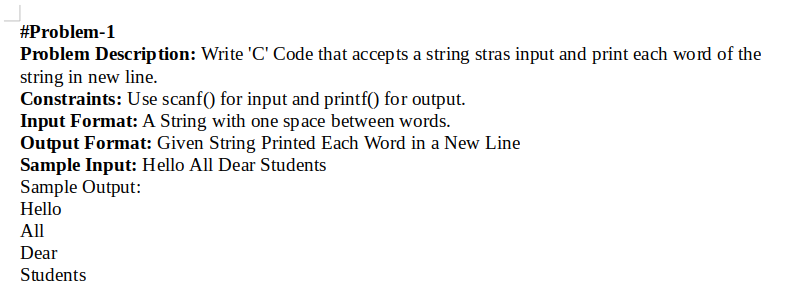 #Problem-1
Problem Description: Write 'C' Code that accepts a string stras input and print each word of the
string in new line.
Constraints: Use scanf() for input and printf() for output.
Input Format: A String with one space between words.
Output Format: Given String Printed Each Word in a New Line
Sample Input: Hello All Dear Students
Sample Output:
Hello
All
Dear
Students